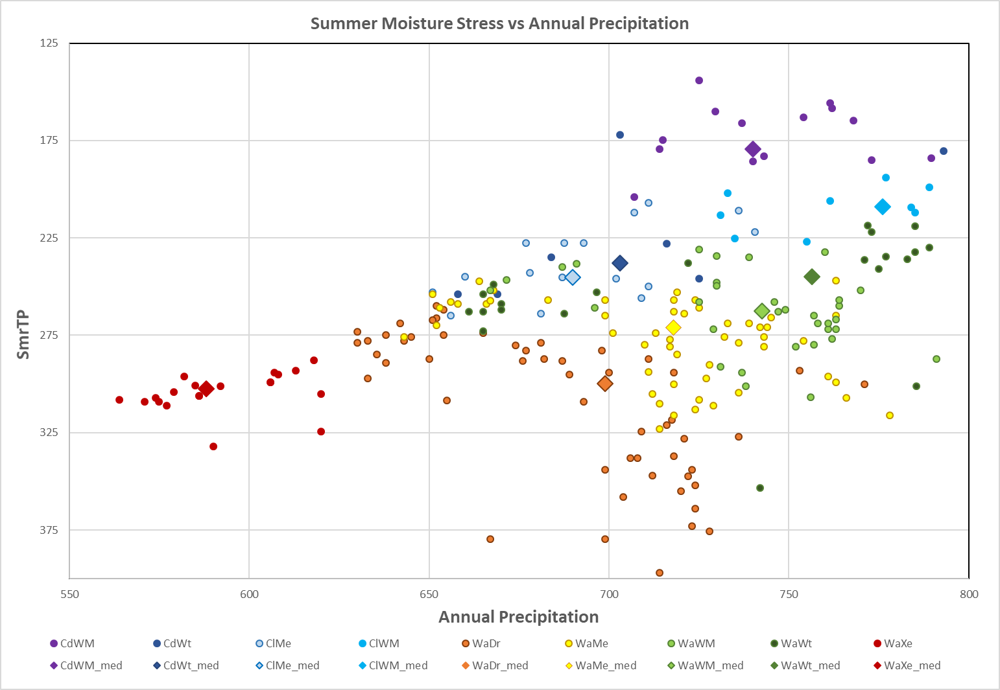 Summer Moisture Stress vs Annual Precipitation
125
175
225
275
325
375
SmrTP
550 600 650 700 750 800
Annual Precipitation
CdWM CdWt ClMe ClWM WaDr WaMe WaWM WaWt WaXe
CdWM_med CdWt_med ClMe_med ClWM_med WaDr_med WaMe_med WaWM_med WaWt_med WaXe_med